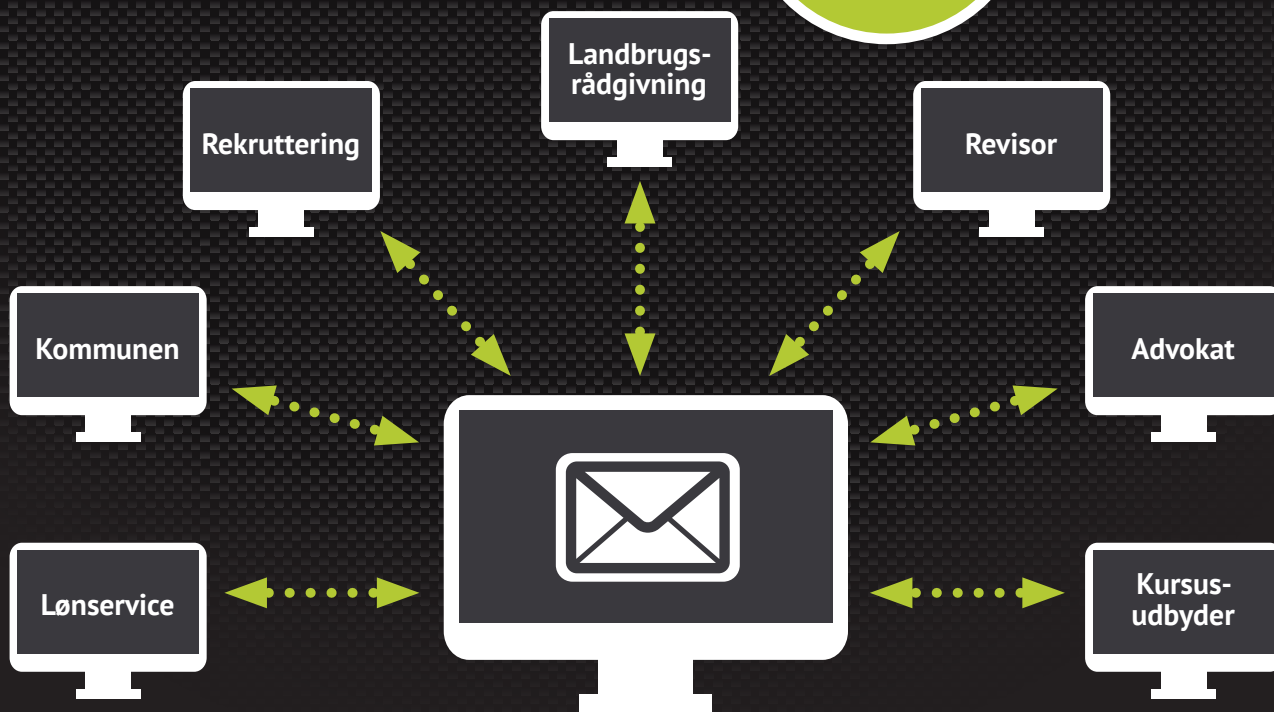 Landbrugs-
rådgivning
Rekruttering
Revisor
Kommunen
Advokat
Lønservice
Kursus-
udbyder